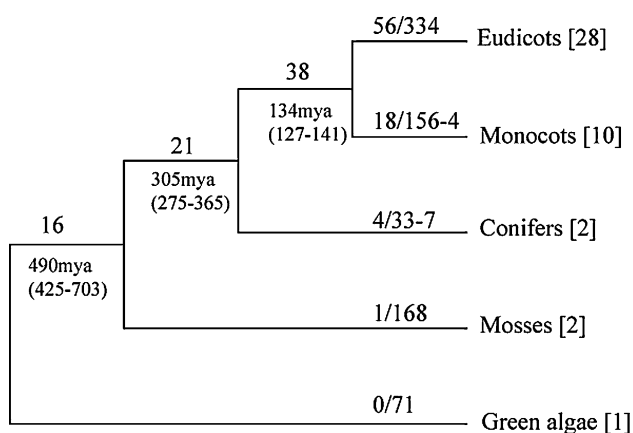 56/334
Eudicots [28]
38
134mya
(127-141)
18/156-4
Monocots [10]
21
305mya
(275-365)
4/33-7
Conifers [2]
16
490mya
(425-703)
1/168
Mosses [2]
0/71
Green algae [1]